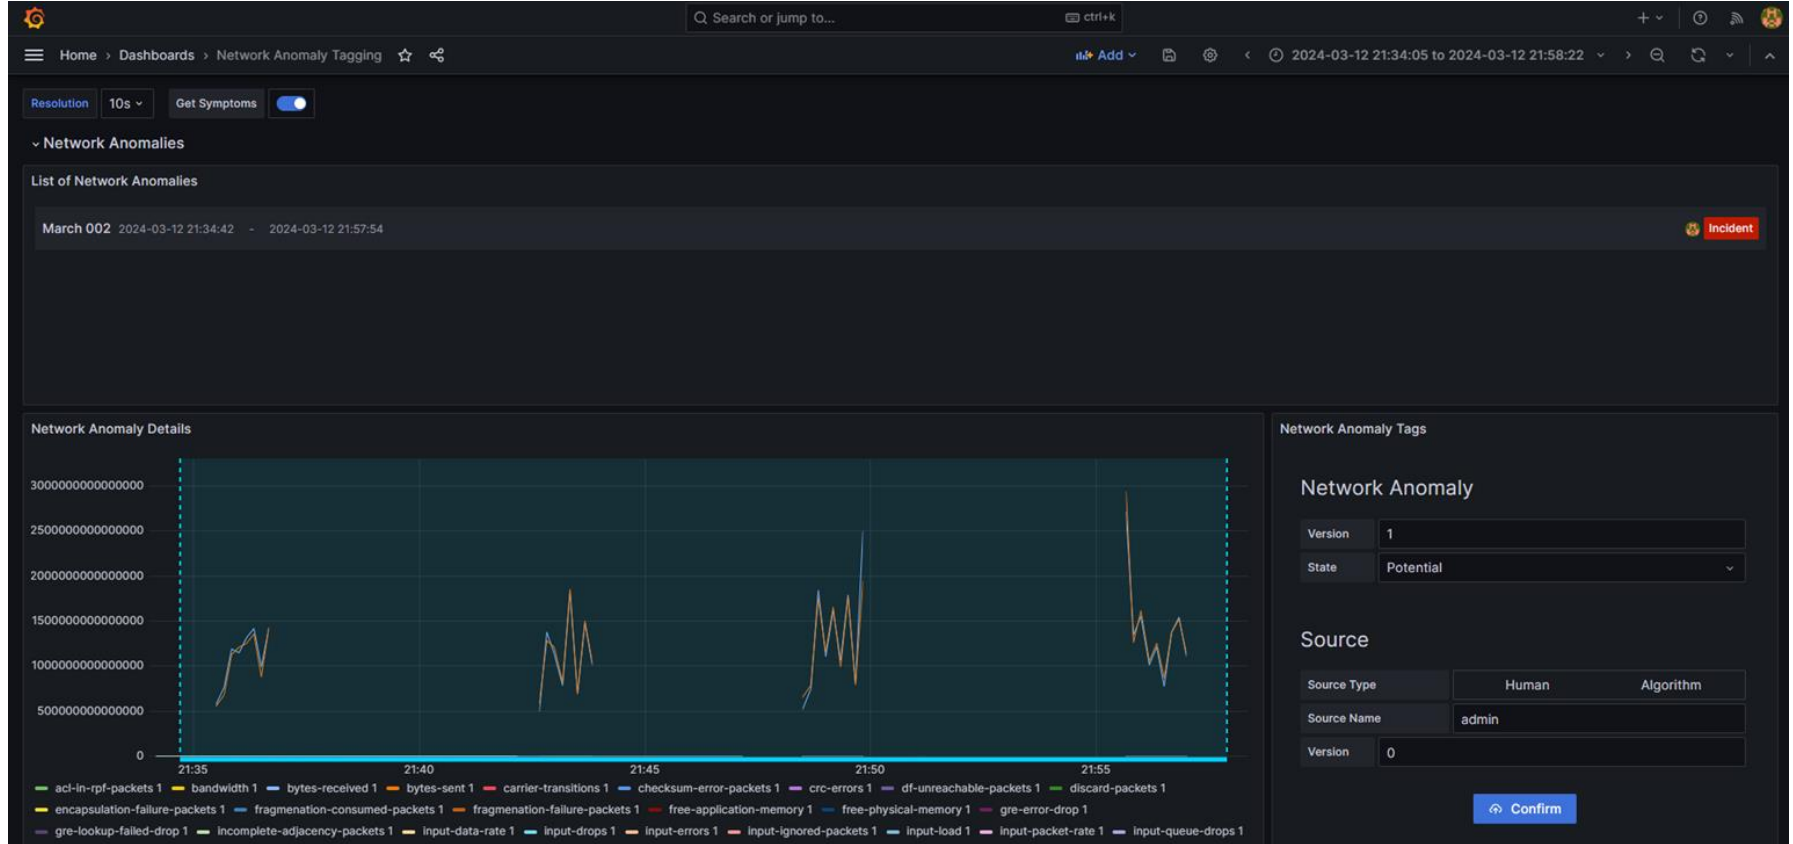 Search or jump to... ctrl+k
Home › Dashboards › Network Anomaly Tagging Add 2024-03-12 21:34:05 to 2024-03-12 21:58:22
Resolution 10s Get Symptoms
Network Anomalies
List of Network Anomalies
March 002 2024-03-12 21:34:42 - 2024-03-12 21:57:54 Incident
Network Anomaly Details
3000000000000000
2500000000000000
2000000000000000
1500000000000000
1000000000000000
500000000000000
0
21:35 21:40 21:45 21:50 21:55
acl-in-rpf-packets 1 bandwidth 1 bytes-received 1 bytes-sent 1 carrier-transitions 1 checksum-error-packets 1 crc-errors 1 df-unreachable-packets 1 discard-packets 1
encapsulation-failure-packets 1 fragmenation-consumed-packets 1 fragmenation-failure-packets 1 free-application-memory 1 free-physical-memory 1 gre-error-drop 1
gre-lookup-failed-drop 1 incomplete-adjacency-packets 1 input-data-rate 1 input-drops 1 input-errors 1 input-ignored-packets 1 input-load 1 input-packet-rate 1 input-queue-drops 1
Network Anomaly Tags
Network Anomaly
Version 1
State Potential
Source
Source Type Human Algorithm
Source Name admin
Version 0
Confirm